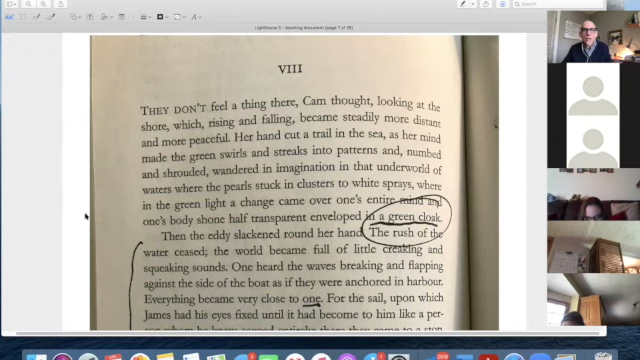 Lighthouse 5 - teaching document (page 7 of 18)
VIII
THEY DON'T feel a thing there, Cam thought, looking at the
shore, which, rising and falling, became steadily more distant
and more peaceful. Her hand cut a trail in the sea, as her mind
made the green swirls and streaks into patterns and, numbed
and shrouded, wandered in imagination in that underworld of
waters where the pearls stuck in clusters to white sprays, where
in the green light a change came over one's entire mind and
one's body shone half transparent enveloped in a green cloak.
Then the eddy slackened round her hand. The rush of the
water ceased; the world became full of little creaking and
squeaking sounds. One heard the waves breaking and flapping
against the side of the boat as if they were anchored in harbour.
Everything became very close to one. For the sail, upon which
James had his eyes fixed until it had become to him like a per-